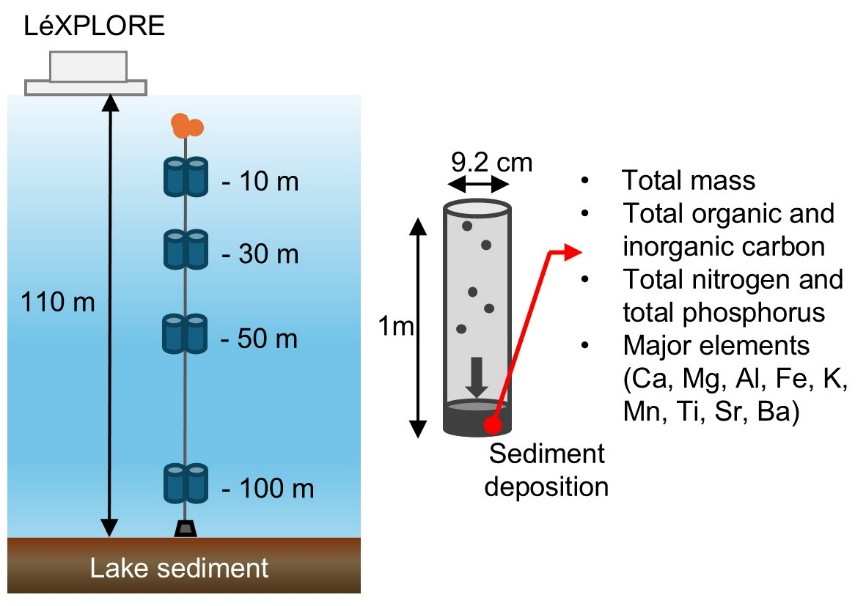 LéXPLORE
- 10 m
- 30 m
110 m
- 50 m
- 100 m
Lake sediment
9.2 cm
1m
Sediment
deposition
• Total mass
• Total organic and
inorganic carbon
• Total nitrogen and
total phosphorus
• Major elements
(Ca, Mg, Al, Fe, K,
Mn, Ti, Sr, Ba)